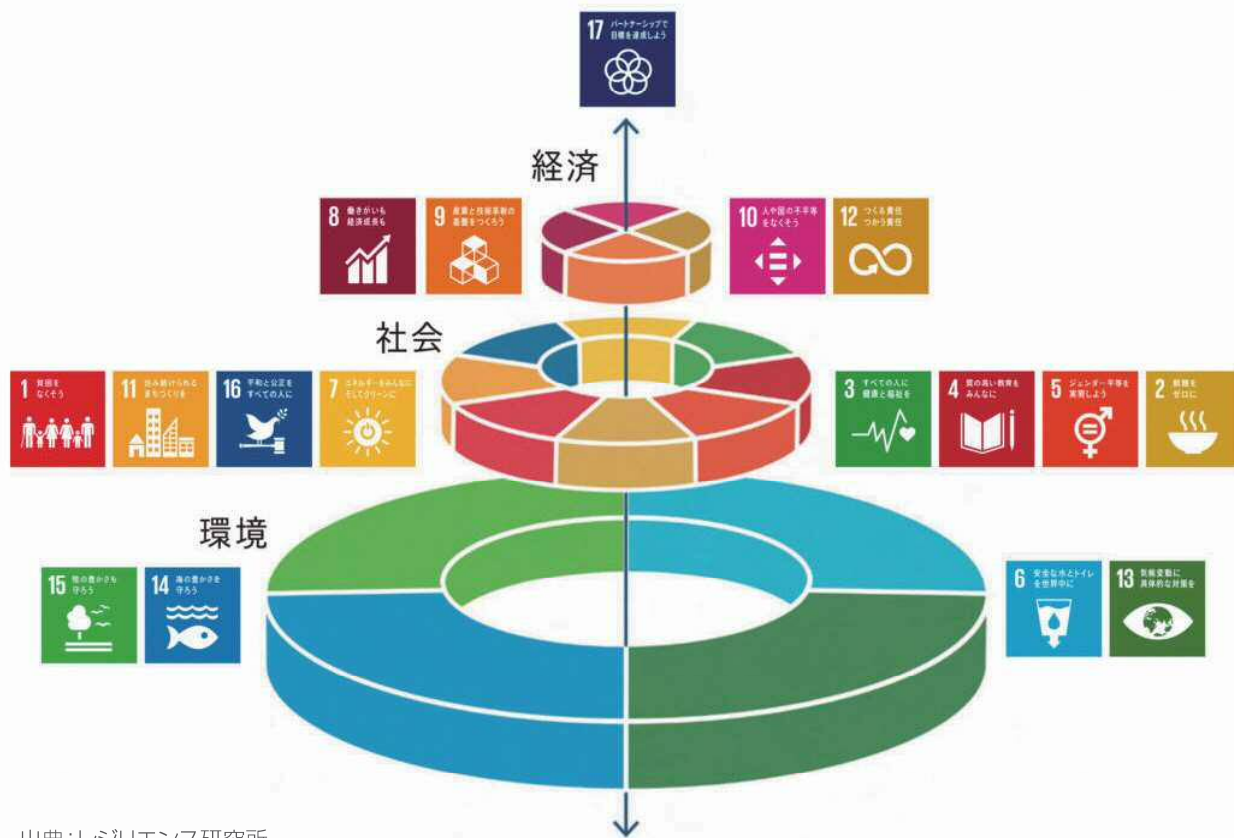 17 パートナーシップで
目標を達成しよう
経済
8 働きがいも
経済成長も
9 産業と技術革新の
基盤をつくろう
10 人や国の不平等
をなくそう
12 つくる責任
つかう責任
社会
1 貧困を
なくそう
11 住み続けられる
まちづくりを
16 平和と公正を
すべての人に
7 エネルギーをみんなに
そしてクリーンに
3 すべての人に
健康と福祉を
4 質の高い教育を
みんなに
5 ジェンダー平等を
実現しよう
2 飢餓を
ゼロに
環境
15 陸の豊かさも
守ろう
14 海の豊かさを
守ろう
6 安全な水とトイレ
を世界中に
13 気候変動に
具体的な対策を
出典:レジリエンス研究所